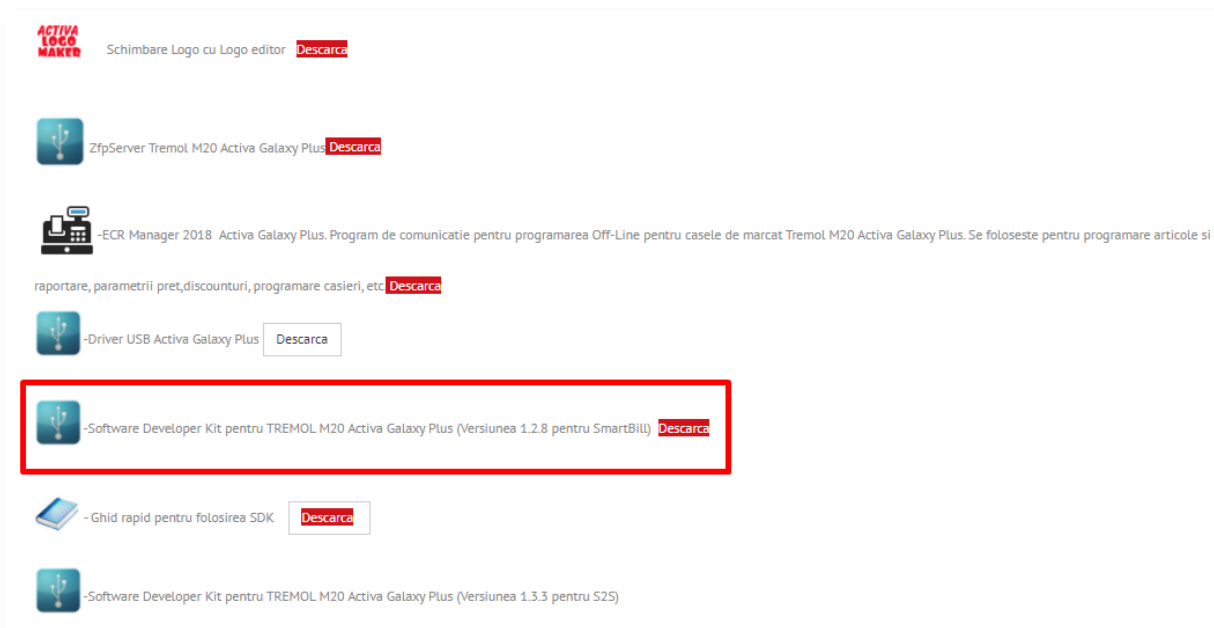 ACTIVA
LOGO
MAKER
Schimbare Logo cu Logo editor Descarca
ZfpServer Tremol M20 Activa Galaxy Plus Descarca
-ECR Manager 2018 Activa Galaxy Plus. Program de comunicatie pentru programarea Off-Line pentru casele de marcat Tremol M20 Activa Galaxy Plus. Se foloseste pentru programare articole si
raportare, parametrii pret,discounturi, programare casieri, etc Descarca
-Driver USB Activa Galaxy Plus Descarca
-Software Developer Kit pentru TREMOL M20 Activa Galaxy Plus (Versiunea 1.2.8 pentru SmartBill) Descarca
- Ghid rapid pentru folosirea SDK Descarca
-Software Developer Kit pentru TREMOL M20 Activa Galaxy Plus (Versiunea 1.3.3 pentru S2S)